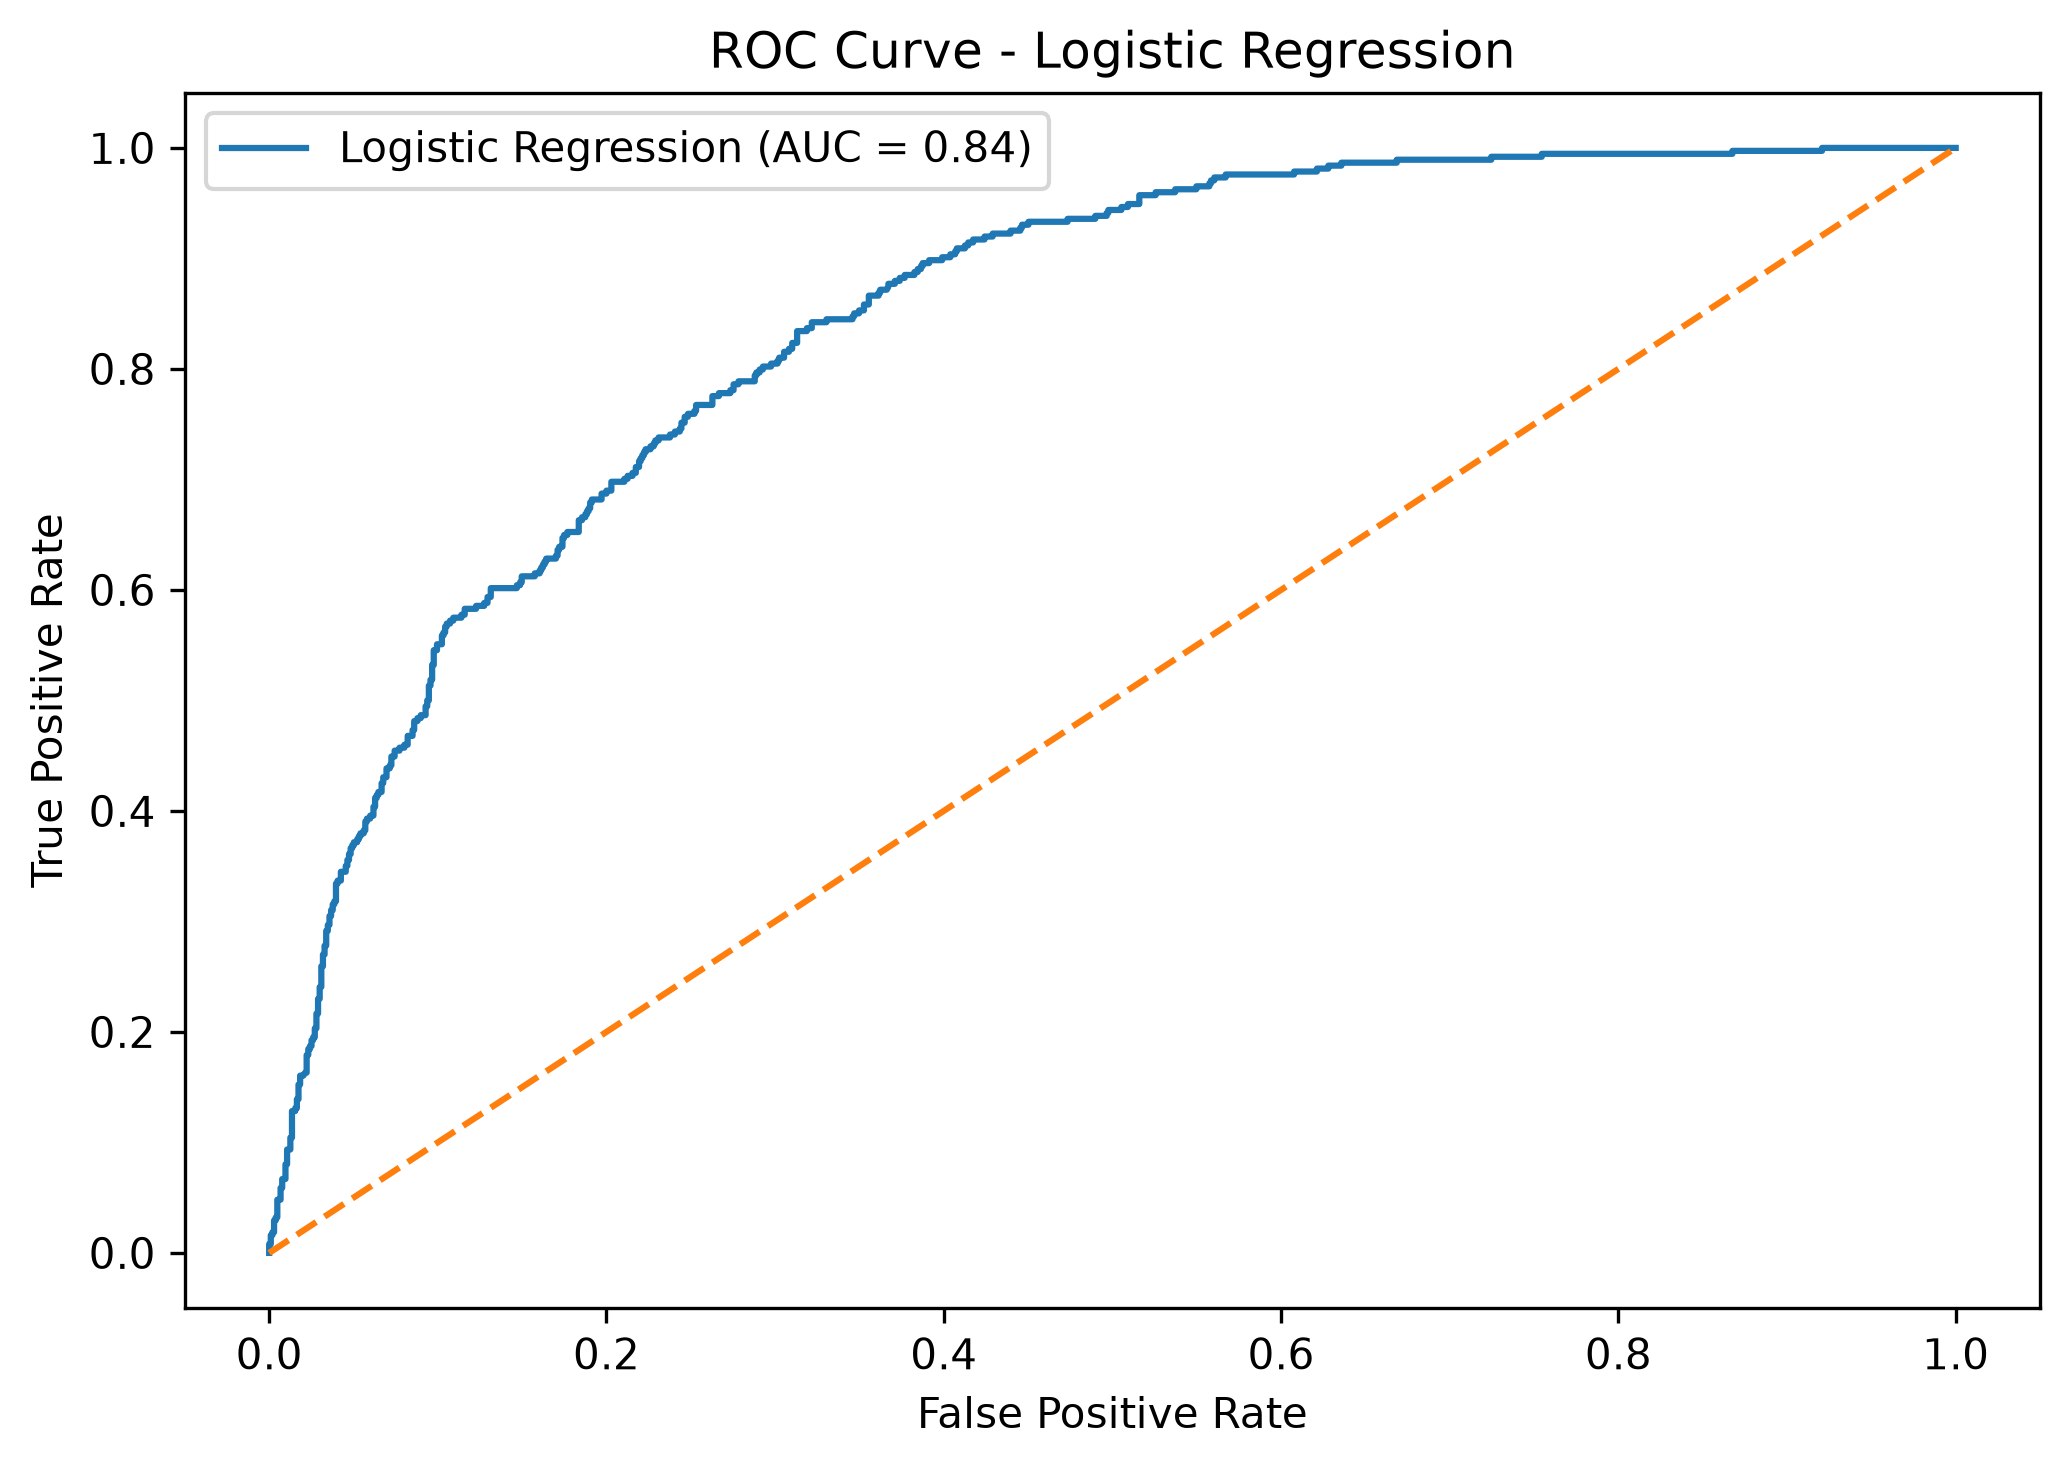 ROC Curve - Logistic Regression
Logistic Regression (AUC = 0.84)
1.0
0.8
0.6
0.4
0.2
0.0
True Positive Rate
0.0 0.2 0.4 0.6 0.8 1.0
False Positive Rate